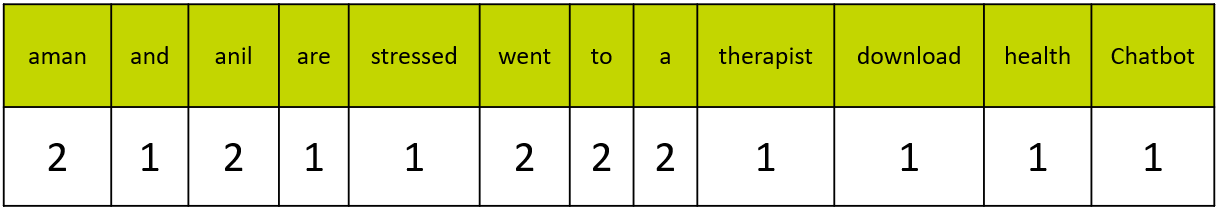 aman and anil are stressed went to a therapist download health Chatbot
2 1 2 1 1 2 2 2 1 1 1 1